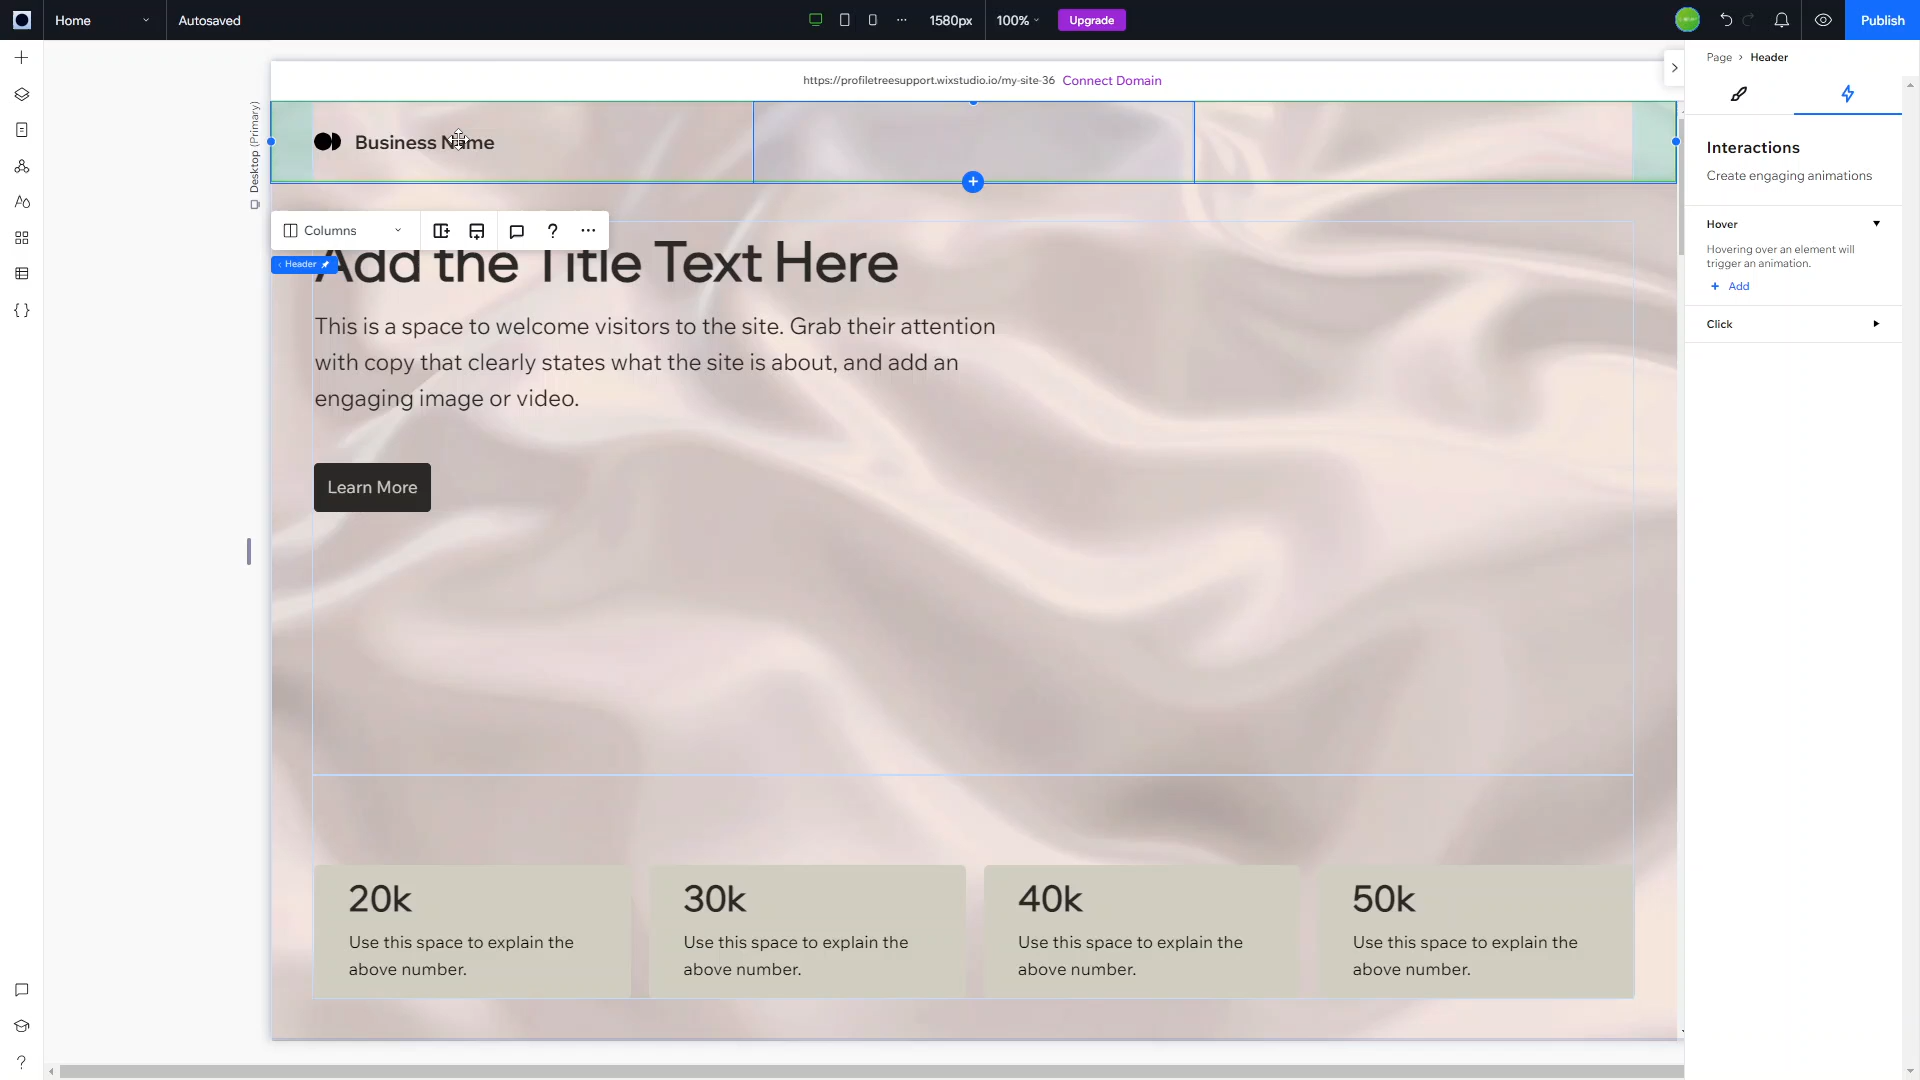 Home
Autosaved
1580px
100%
Upgrade
Publish
https://profiletreesupport.wixstudio.io/my-site-36 Connect Domain
Page > Header
Desktop (Primary)
Business Name
Interactions
Create engaging animations
Hover
Hovering over an element will
trigger an animation.
+ Add
Click
Columns
Header
Add the Title Text Here
This is a space to welcome visitors to the site. Grab their attention
with copy that clearly states what the site is about, and add an
engaging image or video.
Learn More
20k
Use this space to explain the
above number.
30k
Use this space to explain the
above number.
40k
Use this space to explain the
above number.
50k
Use this space to explain the
above number.